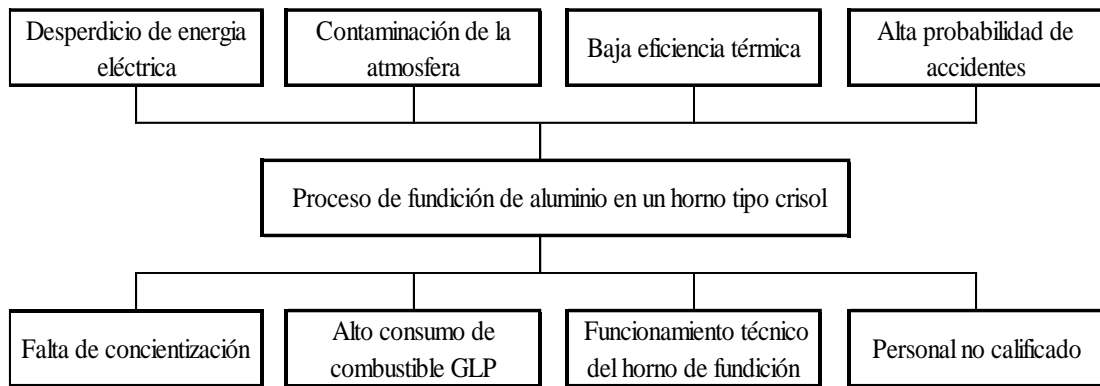 Desperdicio de energia
eléctrica
Contaminación de la
atmosfera
Baja eficiencia térmica
Alta probabilidad de
accidentes
Proceso de fundición de aluminio en un horno tipo crisol
Falta de concientización
Alto consumo de
combustible GLP
Funcionamiento técnico
del horno de fundición
Personal no calificado